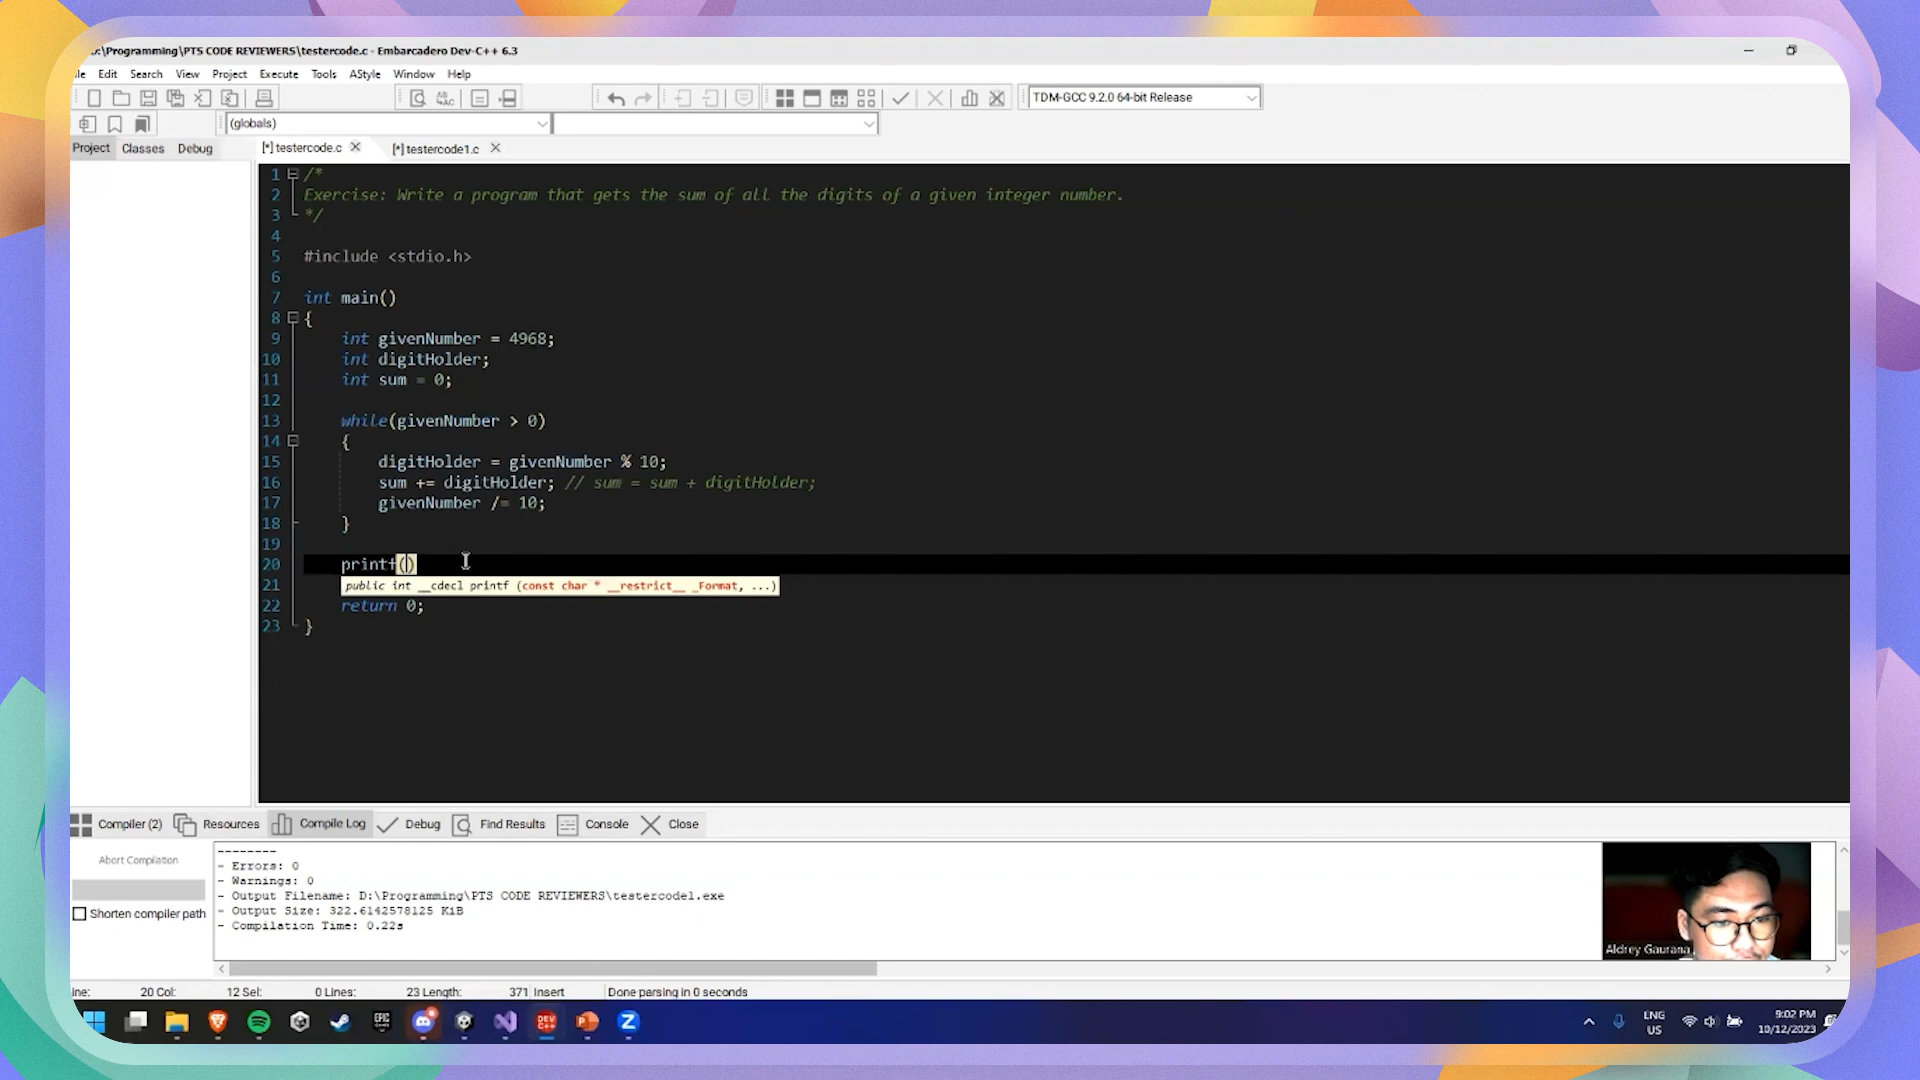 D:\Programming\PTS CODE REVIEWERS\testercode.c - Embarcadero Dev-C++ 6.3
Edit Search View Project Execute Tools AStyle Window Help
TDM-GCC 9.2.0 64-bit Release
(globals)
Project Classes Debug
[*] testercode.c
[*] testercode1.c
1 /*
2 Exercise: Write a program that gets the sum of all the digits of a given integer number.
3 */
4
5 #include <stdio.h>
6
7 int main()
8 {
9 int givenNumber = 4968;
10 int digitHolder;
11 int sum = 0;
12
13 while(givenNumber > 0)
14 {
15 digitHolder = givenNumber % 10;
16 sum += digitHolder; // sum = sum + digitHolder;
17 givenNumber /= 10;
18 }
19
20 printf()
21 public int __cdecl printf (const char * __restrict__ _Format, ...)
22 return 0;
23 }
Compiler (2) Resources Compile Log Debug Find Results Console Close
Abort Compilation
Shorten compiler path
--------
- Errors: 0
- Warnings: 0
- Output Filename: D:\Programming\PTS CODE REVIEWERS\testercode1.exe
- Output Size: 322.6142578125 KiB
- Compilation Time: 0.22s
Aldrey Gaurana
20 Col: 12 Sel: 0 Lines: 23 Length: 371 Insert Done parsing in 0 seconds
EPIC
DEV C++
ENG
US
9:02 PM
10/12/2023